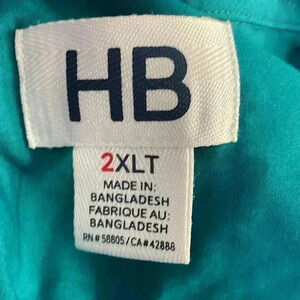 HB
2XLT
MADE IN:
BANGLADESH
FABRIQUE AU:
BANGLADESH
RN# 58805 / CA# 42888